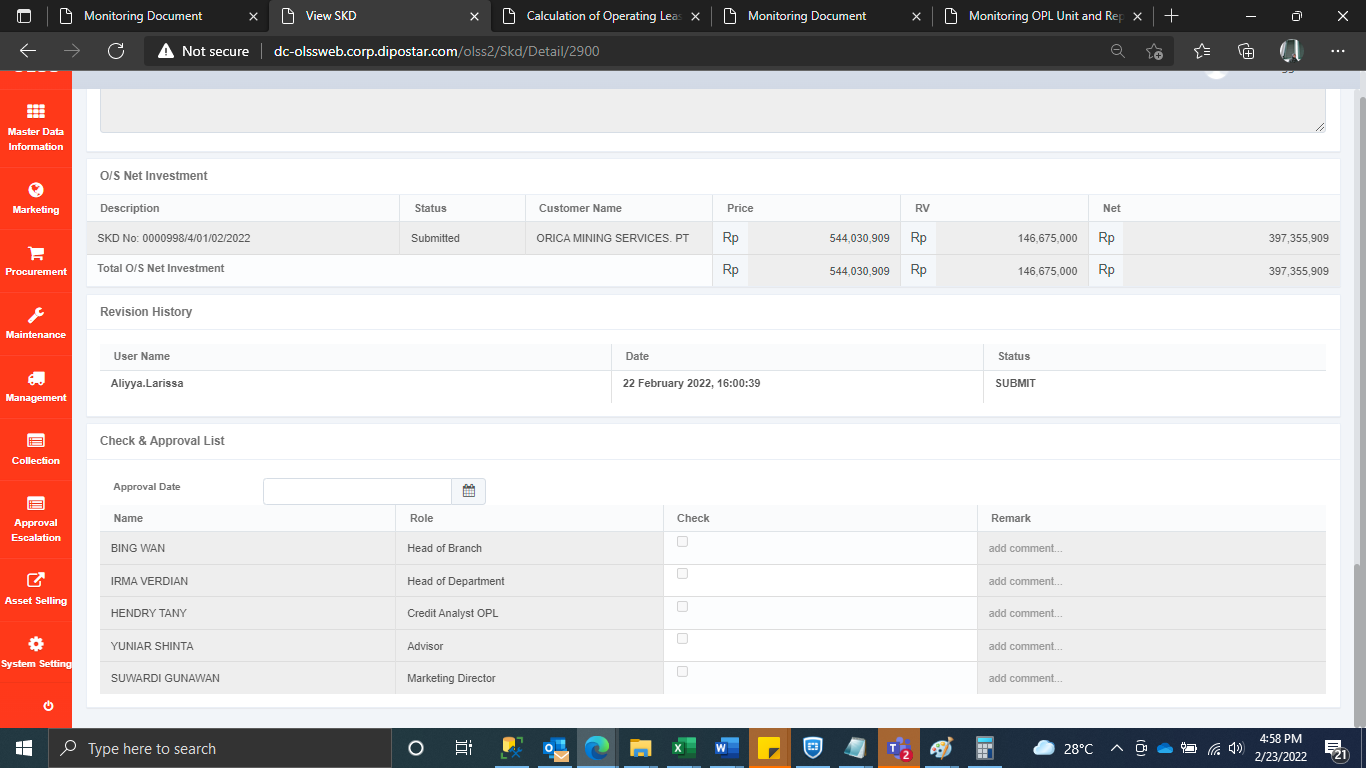 Monitoring Document
View SKD
Calculation of Operating Leas
Monitoring Document
Monitoring OPL Unit and Rep
Not secure
dc-olssweb.corp.dipostar.com/olss2/Skd/Detail/2900
Master Data
Information
Marketing
Procurement
Maintenance
Management
Collection
Approval
Escalation
Asset Selling
System Setting
O/S Net Investment
Description Status Customer Name Price RV Net
SKD No: 0000998/4/01/02/2022 Submitted ORICA MINING SERVICES. PT Rp 544,030,909 Rp 146,675,000 Rp 397,355,909
Total O/S Net Investment Rp 544,030,909 Rp 146,675,000 Rp 397,355,909
Revision History
User Name Date Status
Aliyya.Larissa 22 February 2022, 16:00:39 SUBMIT
Check & Approval List
Approval Date
Name Role Check Remark
BING WAN Head of Branch add comment...
IRMA VERDIAN Head of Department add comment...
HENDRY TANY Credit Analyst OPL add comment...
YUNIAR SHINTA Advisor add comment...
SUWARDI GUNAWAN Marketing Director add comment...
Type here to search
2
28°C
4:58 PM
2/23/2022
21